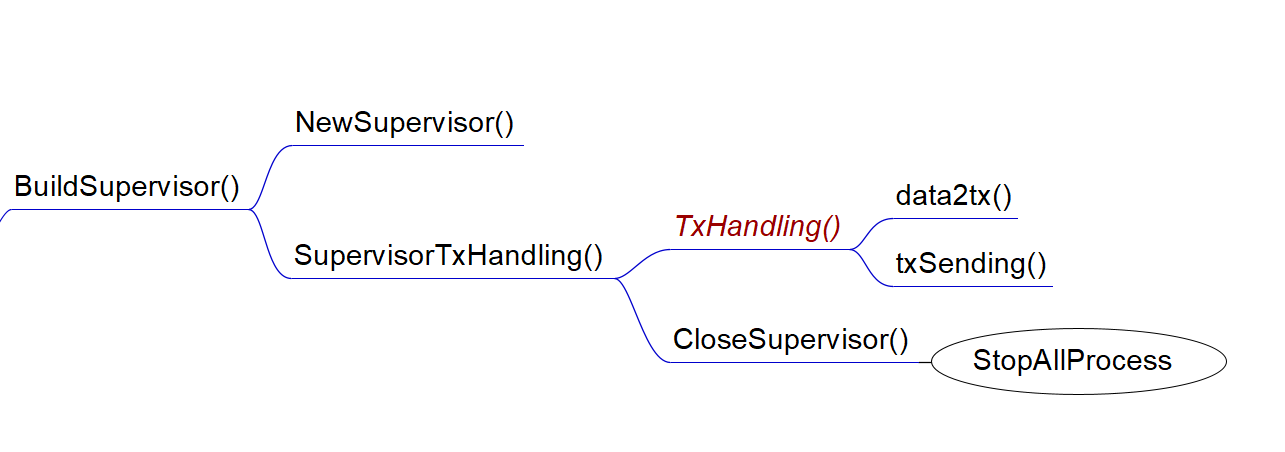 NewSupervisor()
BuildSupervisor()
data2tx()
TxHandling()
SupervisorTxHandling()
txSending()
CloseSupervisor()
StopAllProcess